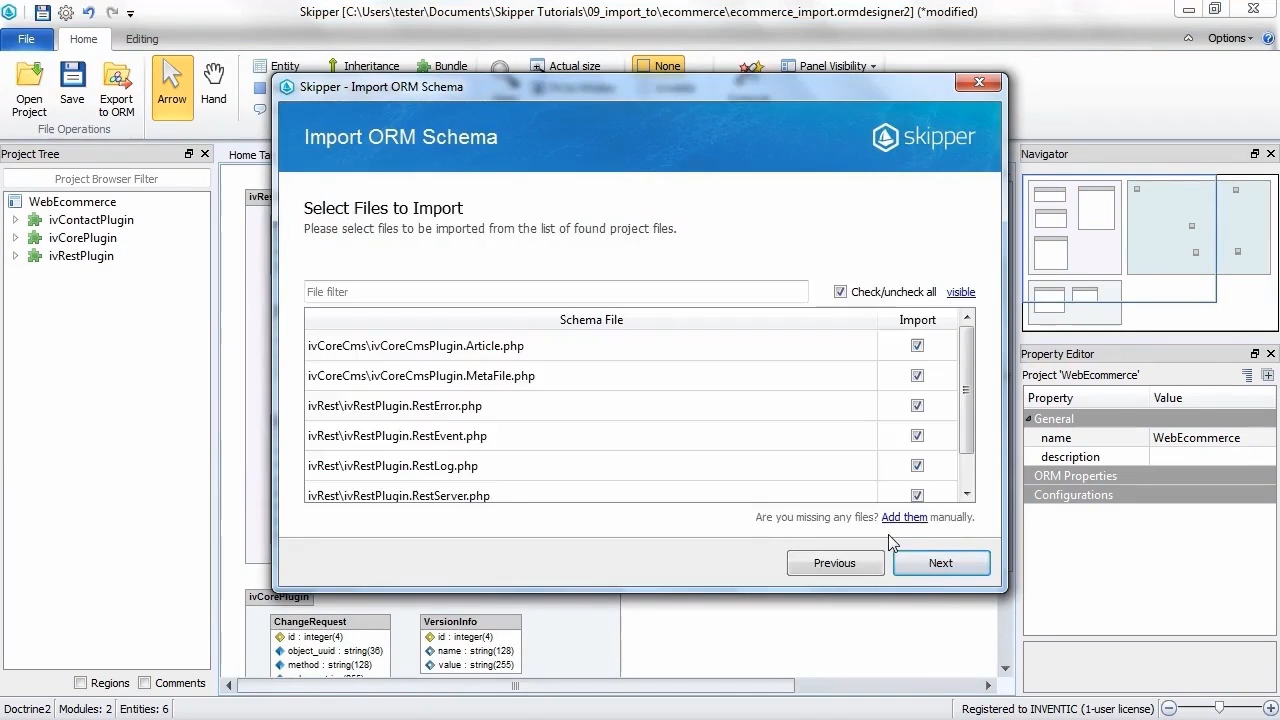 Skipper [C:\Users\tester\Documents\Skipper Tutorials\09_import_to\ecommerce\ecommerce_import.ormdesigner2] (*modified)
File Home Editing Options
Entity Inheritance Bundle Actual size None Panel Visibility
Open Project
Save
Export to ORM
Arrow
Hand
File Operations
Skipper - Import ORM Schema
Import ORM Schema
skipper
Select Files to Import
Please select files to be imported from the list of found project files.
File filter
Check/uncheck all visible
Schema File Import
ivCoreCms\ivCoreCmsPlugin.Article.php
ivCoreCms\ivCoreCmsPlugin.MetaFile.php
ivRest\ivRestPlugin.RestError.php
ivRest\ivRestPlugin.RestEvent.php
ivRest\ivRestPlugin.RestLog.php
ivRest\ivRestPlugin.RestServer.php
Are you missing any files? Add them manually.
Previous Next
Project Tree
Project Browser Filter
WebEcommerce
ivContactPlugin
ivCorePlugin
ivRestPlugin
Regions Comments
Home Ta
ivRes
ivCorePlugin
ChangeRequest
id : integer(4)
object_uuid : string(36)
method : string(128)
VersionInfo
id : integer(4)
name : string(128)
value : string(255)
Navigator
Property Editor
Project 'WebEcommerce'
Property Value
General
name WebEcommerce
description
ORM Properties
Configurations
Doctrine2 Modules: 2 Entities: 6
Registered to INVENTIC (1-user license)